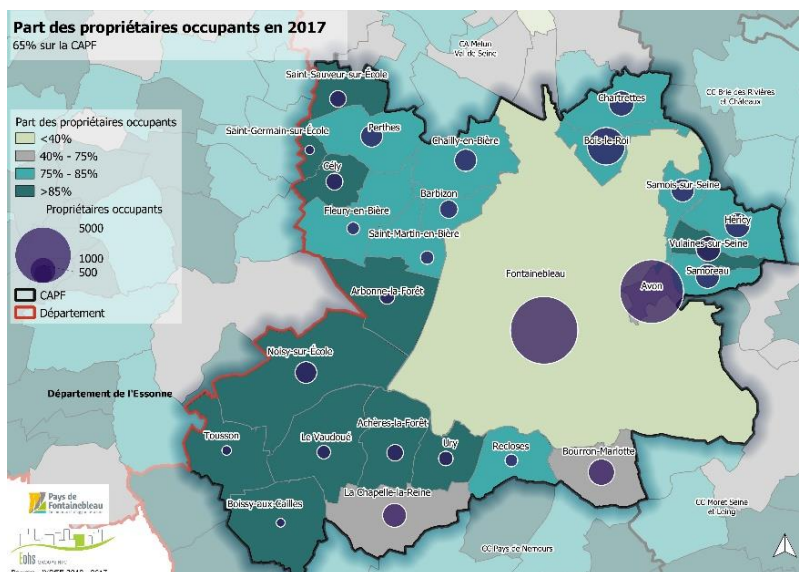 Part des propriétaires occupants en 2017
65% sur la CAPF
Part des propriétaires occupants
<40%
40% - 75%
75% - 85%
>85%
Propriétaires occupants
5000
1000
500
CAPF
Département
CA Melun
Val de Seine
CC Brie des Rivières
et Châteaux
Saint-Sauveur-sur-École
Chartrettes
Saint-Germain-sur-École
Perthes
Chailly-en-Bière
Bois-le-Roi
Cély
Barbizon
Samois-sur-Seine
Fleury-en-Bière
Héricy
Saint-Martin-en-Bière
Vulaines-sur-Seine
Samoreau
Fontainebleau
Avon
Arbonne-la-Forêt
Noisy-sur-École
Département de l'Essonne
Achères-la-Forêt
Tousson
Le Vaudoué
Ury
Recloses
Bourron-Marlotte
La Chapelle-la-Reine
Boissy-aux-Cailles
CC Moret Seine
et Loing
CC Pays de Nemours
Pays de
Fontainebleau
Eohs